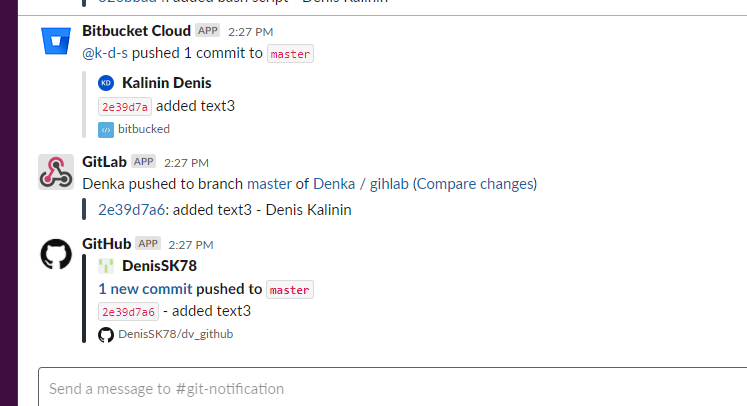 added bash script - Denis Kalinin
Bitbucket Cloud APP 2:27 PM
@k-d-s pushed 1 commit to master
KD Kalinin Denis
2e39d7a added text3
</> bitbucked
GitLab APP 2:27 PM
Denka pushed to branch master of Denka / gihlab (Compare changes)
2e39d7a6: added text3 - Denis Kalinin
GitHub APP 2:27 PM
DenisSK78
1 new commit pushed to master
2e39d7a6 - added text3
DenisSK78/dv_github
Send a message to #git-notification